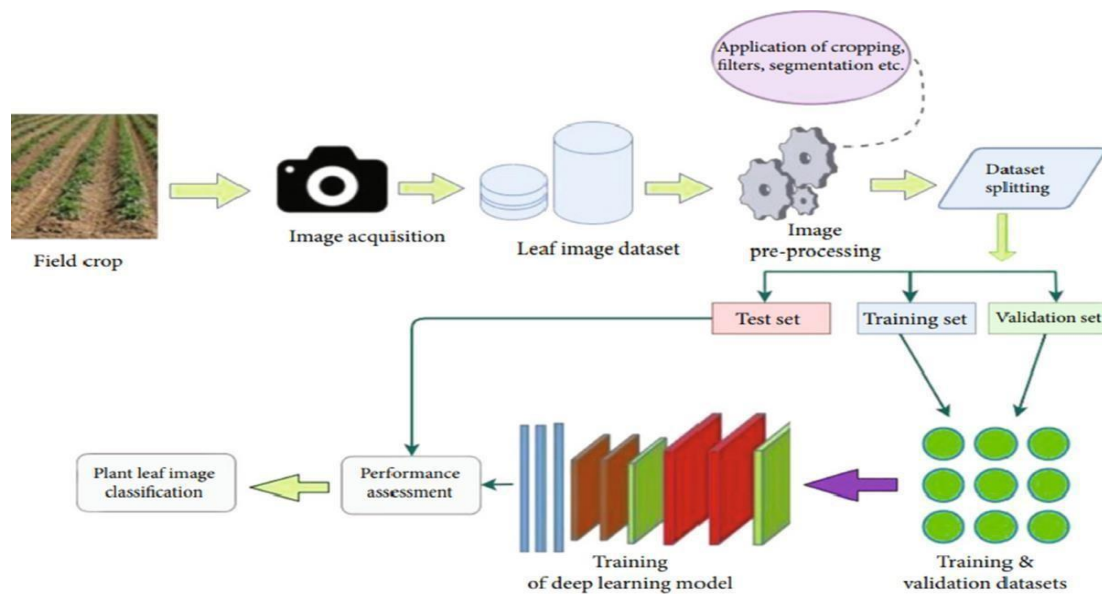 Application of cropping,
filters, segmentation etc.
Field crop
Image acquisition
Leaf image dataset
Image
pre-processing
Dataset
splitting
Test set
Training set
Validation set
Training &
validation datasets
Training
of deep learning model
Performance
assessment
Plant leaf image
classification